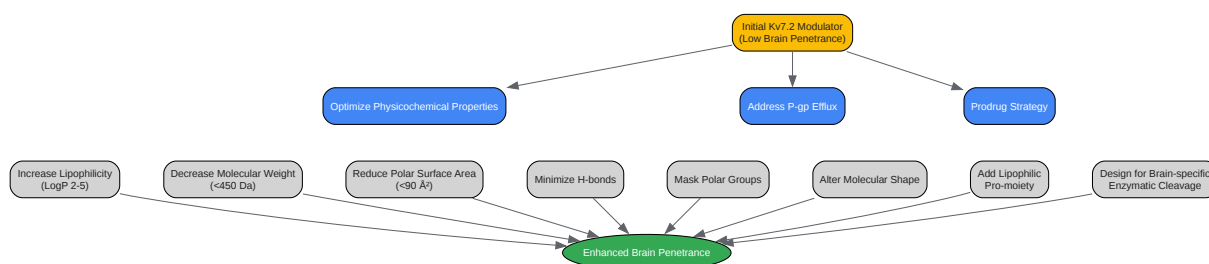 Initial Kv7.2 Modulator
(Low Brain Penetrance)
Optimize Physicochemical Properties
Address P-gp Efflux
Prodrug Strategy
Increase Lipophilicity
(LogP 2-5)
Decrease Molecular Weight
(<450 Da)
Reduce Polar Surface Area
(<90 Å²)
Minimize H-bonds
Mask Polar Groups
Alter Molecular Shape
Add Lipophilic
Pro-moiety
Design for Brain-specific
Enzymatic Cleavage
Enhanced Brain Penetrance